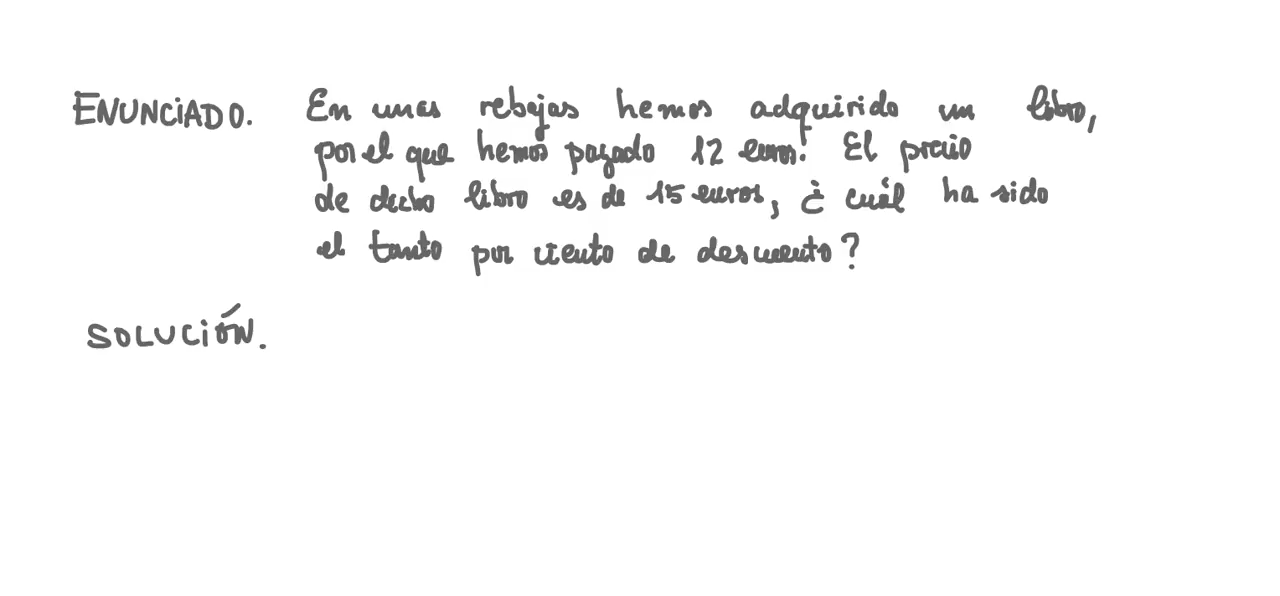 ENUNCIADO. En unas rebajas hemos adquirido un libro,
por el que hemos pagado 12 euros. El precio
de dicho libro es de 15 euros, ¿cuál ha sido
el tanto por ciento de descuento?
SOLUCIÓN.